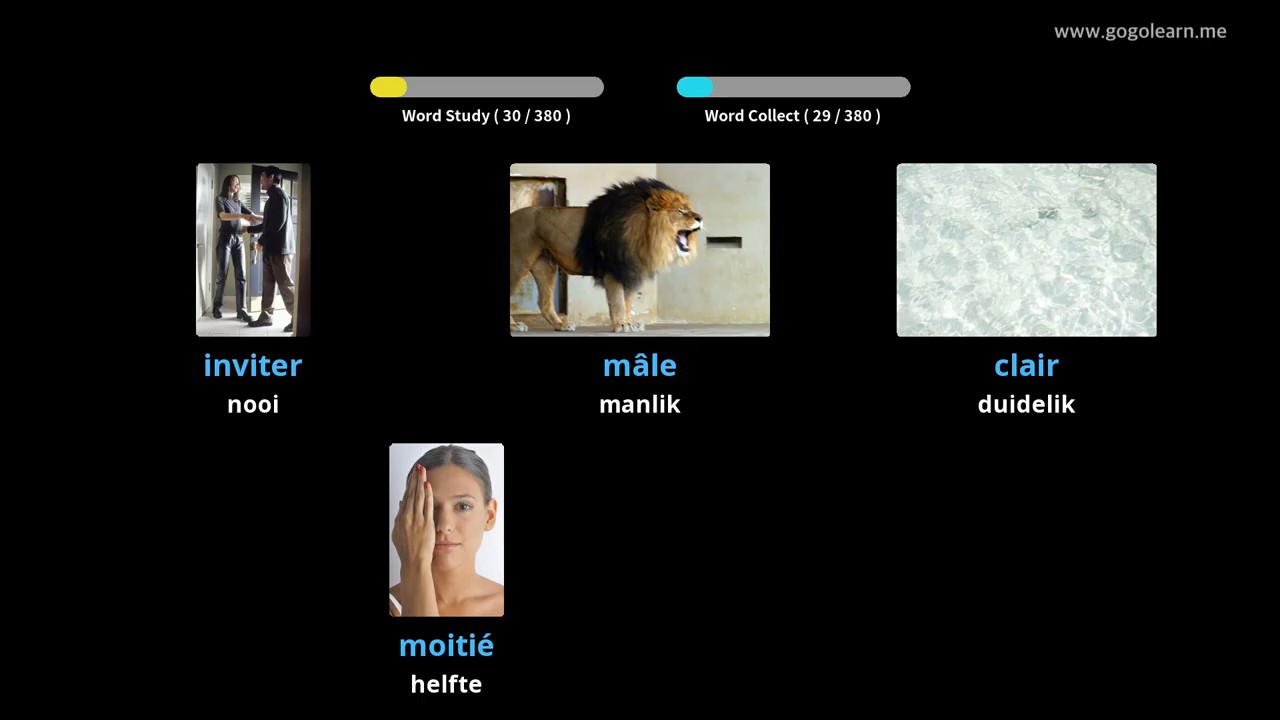 www.gogolearn.me
Word Study ( 30 / 380 )
Word Collect ( 29 / 380 )
inviter
nooi
mâle
manlik
clair
duidelik
moitié
helfte